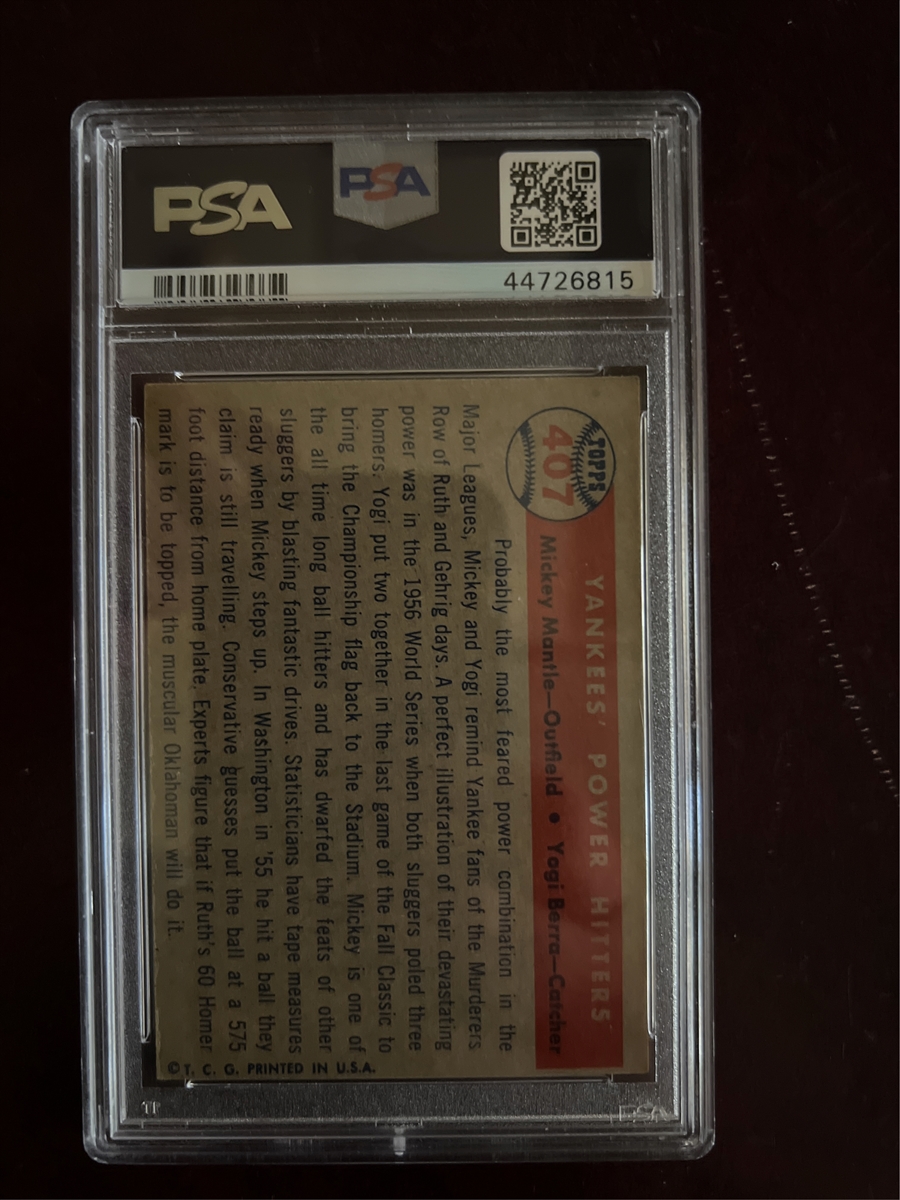 PSA
PSA
44726815
TOPPS
407
YANKEES' POWER HITTERS
Mickey Mantle—Outfield • Yogi Berra—Catcher
Probably the most feared power combination in the
Major Leagues, Mickey and Yogi remind Yankee fans of the Murderers
Row of Ruth and Gehrig days. A perfect illustration of their devastating
power was in the 1956 World Series when both sluggers poled three
homers. Yogi put two together in the last game of the Fall Classic to
bring the Championship flag back to the Stadium. Mickey is one of
the all time long ball hitters and has dwarfed the feats of other
sluggers by blasting fantastic drives. Statisticians have tape measures
ready when Mickey steps up. In Washington in '55 he hit a ball they
claim is still travelling. Conservative guesses put the ball at a 575
foot distance from home plate. Experts figure that if Ruth's 60 Homer
mark is to be topped, the muscular Oklahoman will do it.
© T. C. G. PRINTED IN U.S.A.
PSA